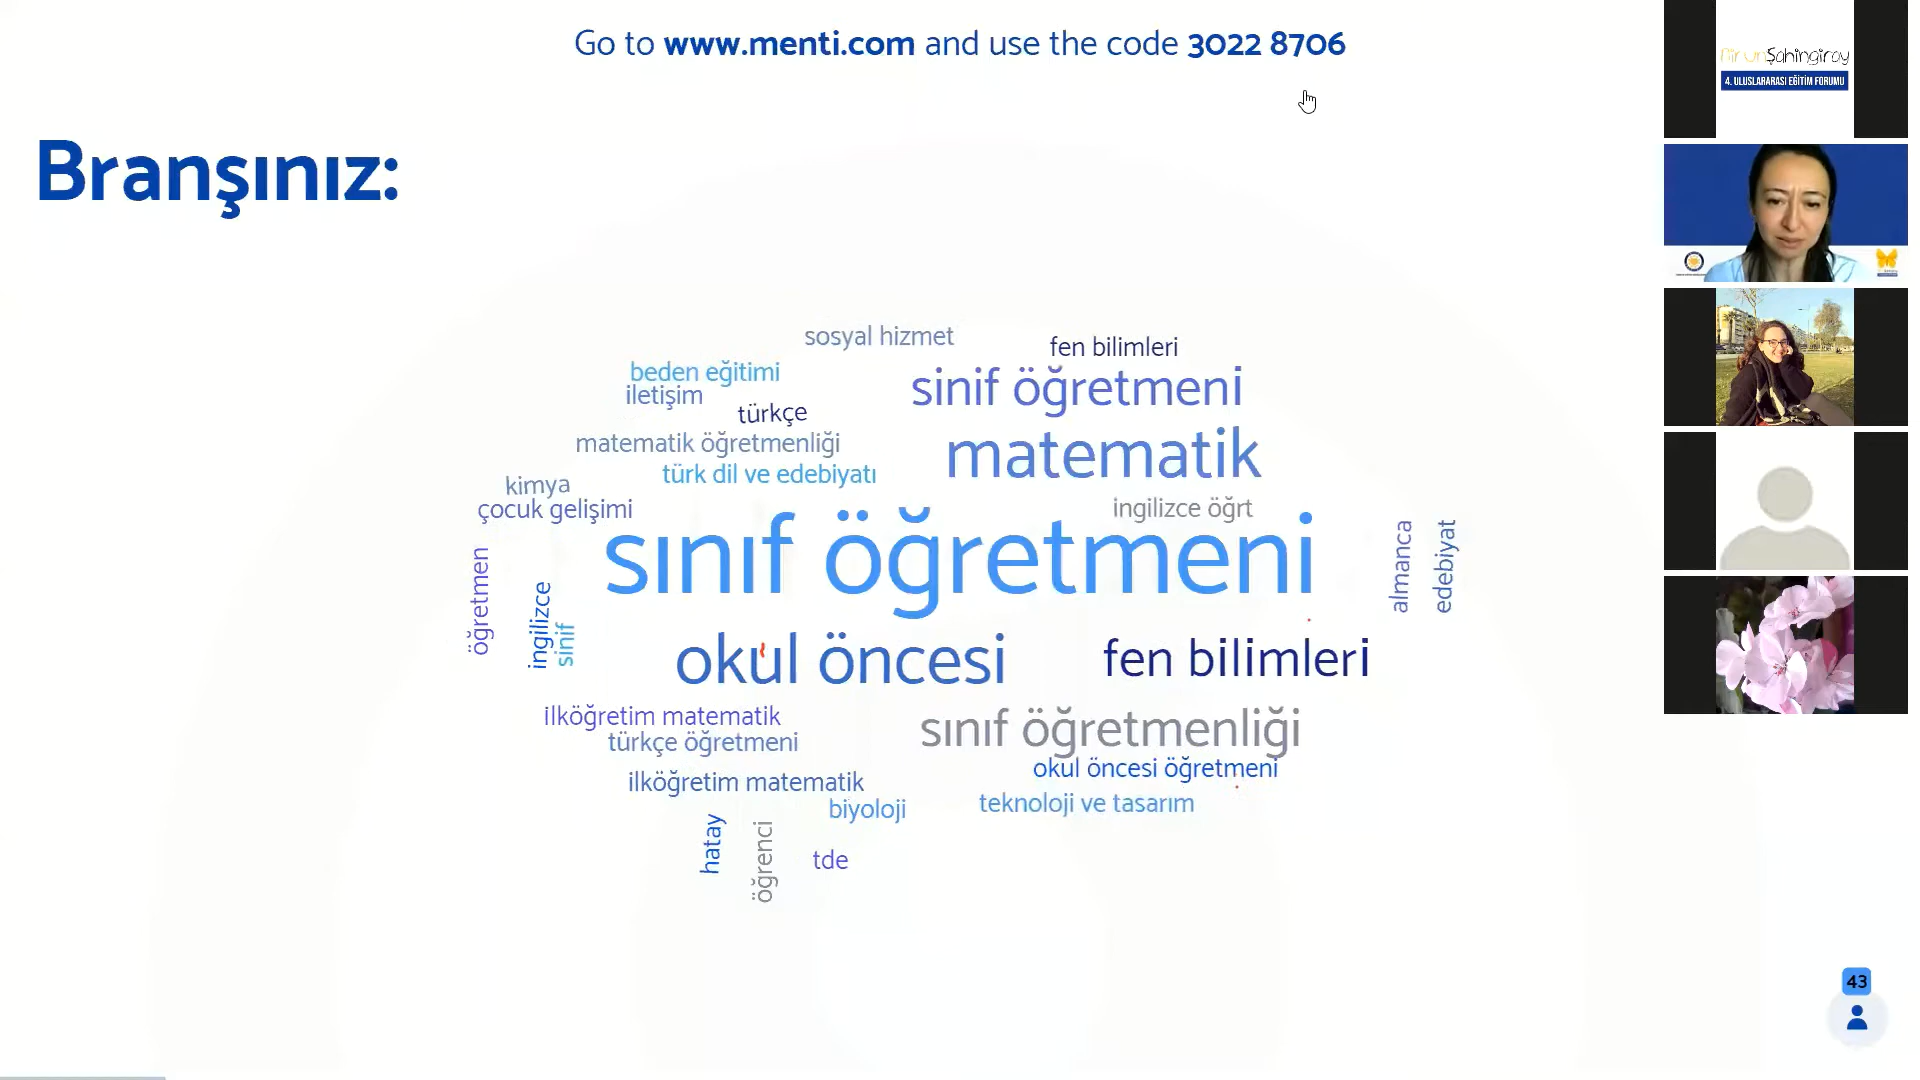 Go to www.menti.com and use the code 3022 8706
Branşınız:
sosyal hizmet
fen bilimleri
beden eğitimi
sinif öğretmeni
iletişim
türkçe
matematik öğretmenliği
matematik
türk dil ve edebiyatı
kimya
çocuk gelişimi
ingilizce öğrt
sınıf öğretmeni
almanca
edebiyat
öğretmen
ingilizce
sinif
okul öncesi
fen bilimleri
ilköğretim matematik
sınıf öğretmenliği
türkçe öğretmeni
okul öncesi öğretmeni
ilköğretim matematik
teknoloji ve tasarım
biyoloji
hatay
öğrenci
tde
43
Şahingiray
4. ULUSLARARASI EĞİTİM FORUMU